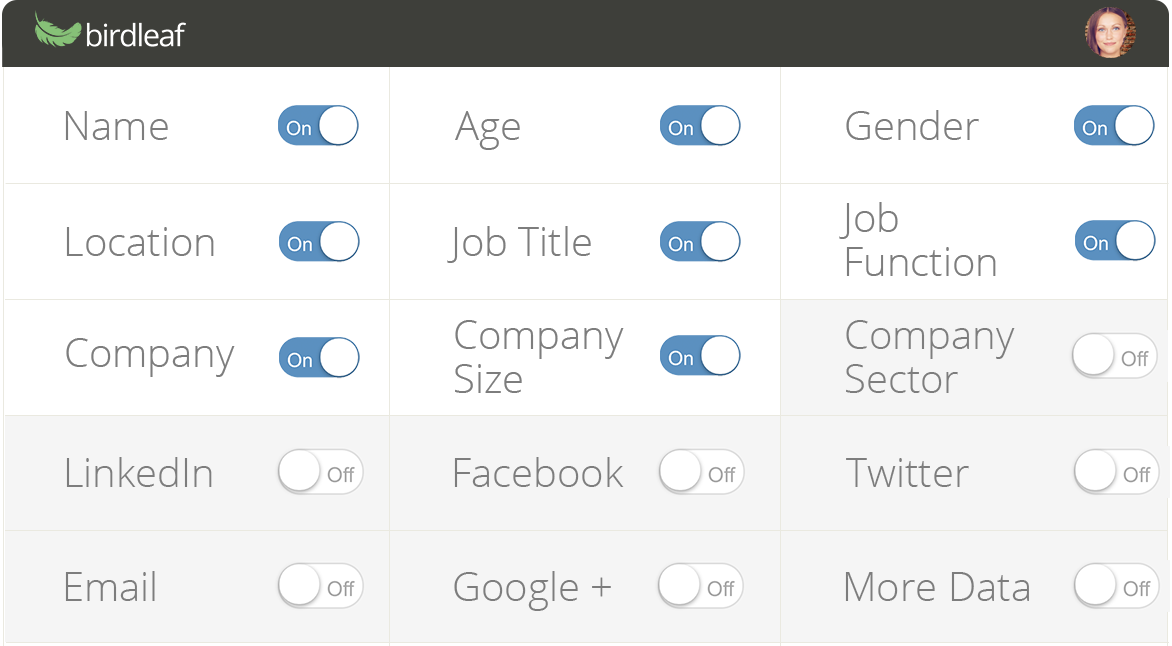 birdleaf
Name On Age On Gender On
Location On Job Title On Job
Function On
Company On Company
Size On Company
Sector Off
LinkedIn Off Facebook Off Twitter Off
Email Off Google + Off More Data Off